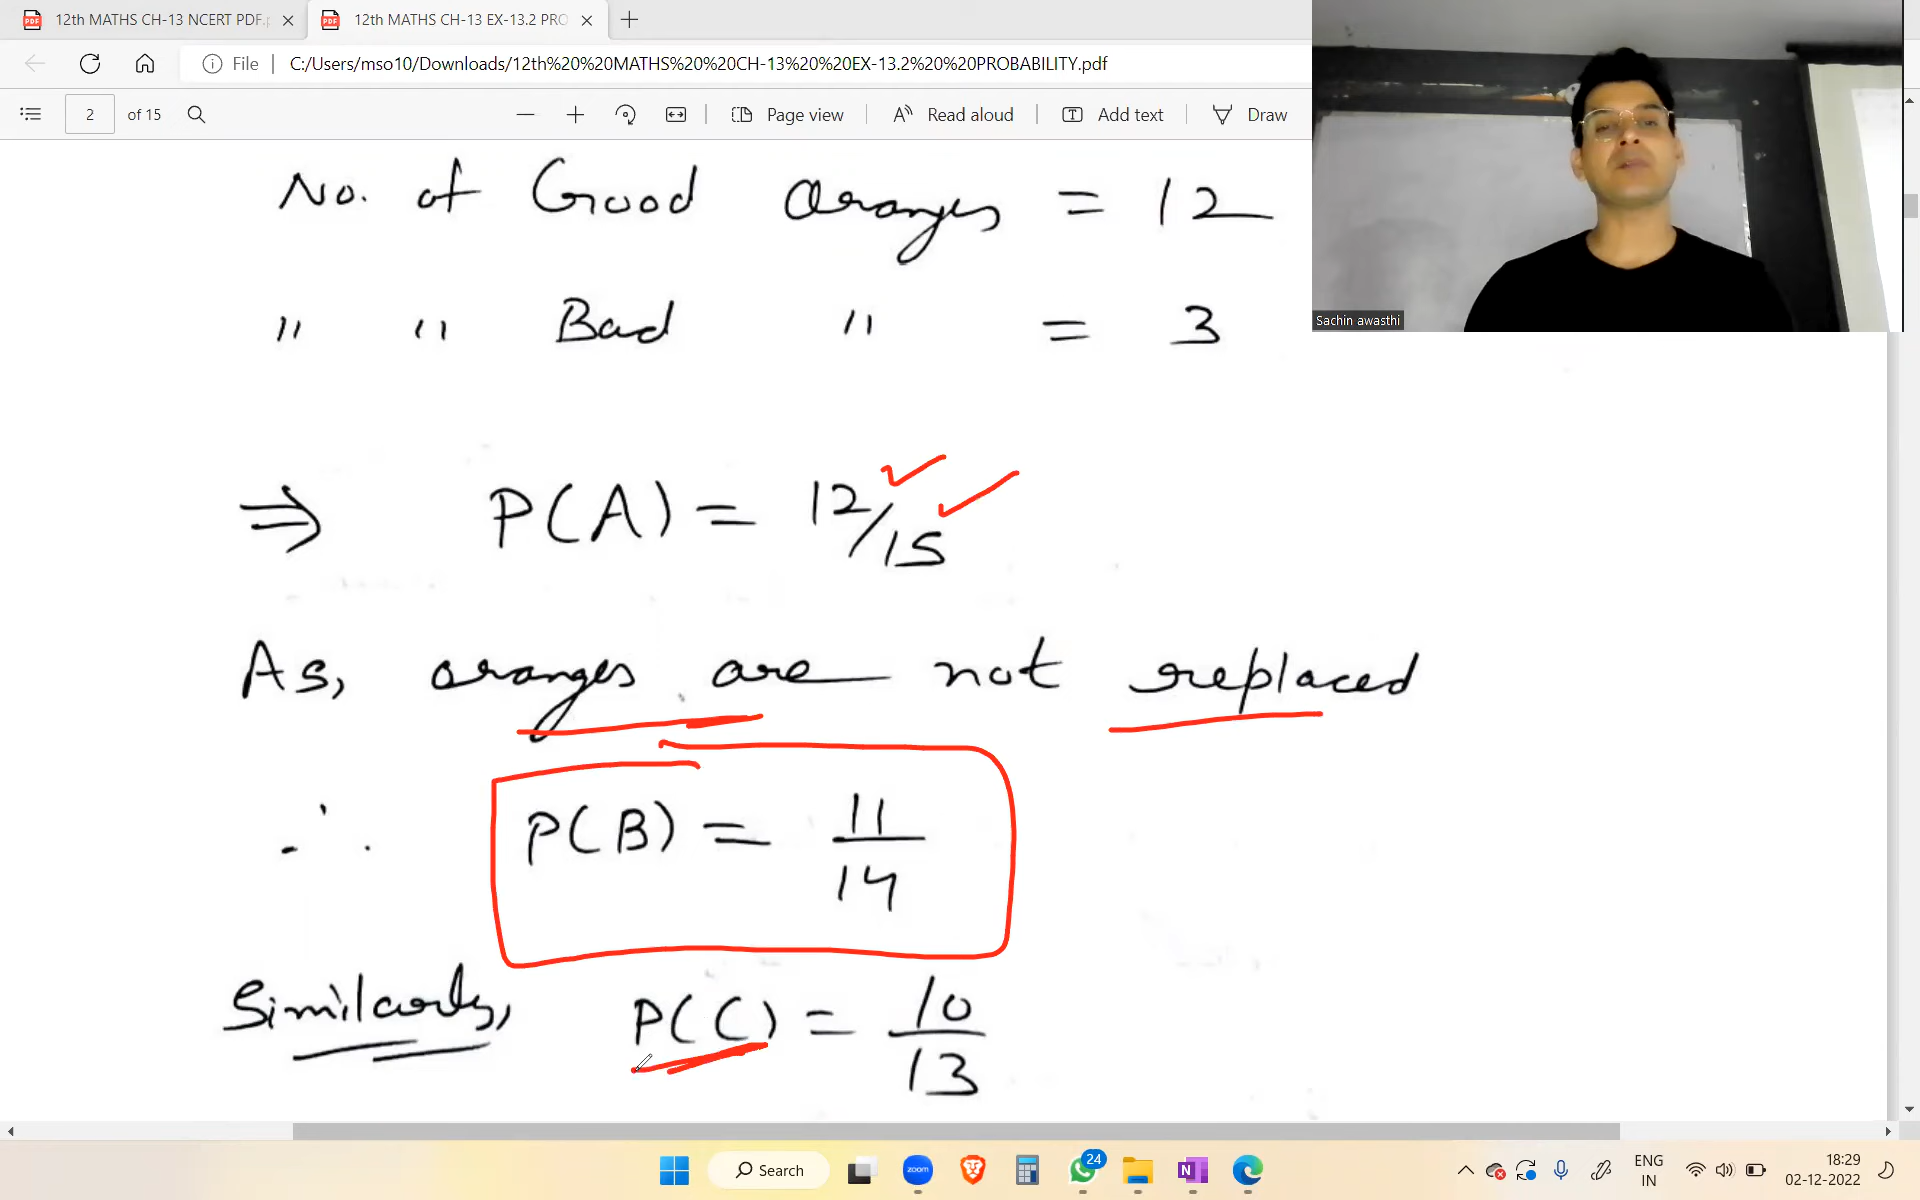 12th MATHS CH-13 NCERT PDF.p
12th MATHS CH-13 EX-13.2 PRO
File
C:/Users/mso10/Downloads/12th%20%20MATHS%20%20CH-13%20%20EX-13.2%20%20PROBABILITY.pdf
2 of 15
Page view
Read aloud
Add text
Draw
Sachin awasthi
No. of Good Oranges = 12
" " Bad " = 3
⇒ P(A) = 12/15
As, oranges are not replaced
∴ P(B) = 11/14
Similarly, P(C) = 10/13
Search
zoom
24
N
ENG
IN
18:29
02-12-2022